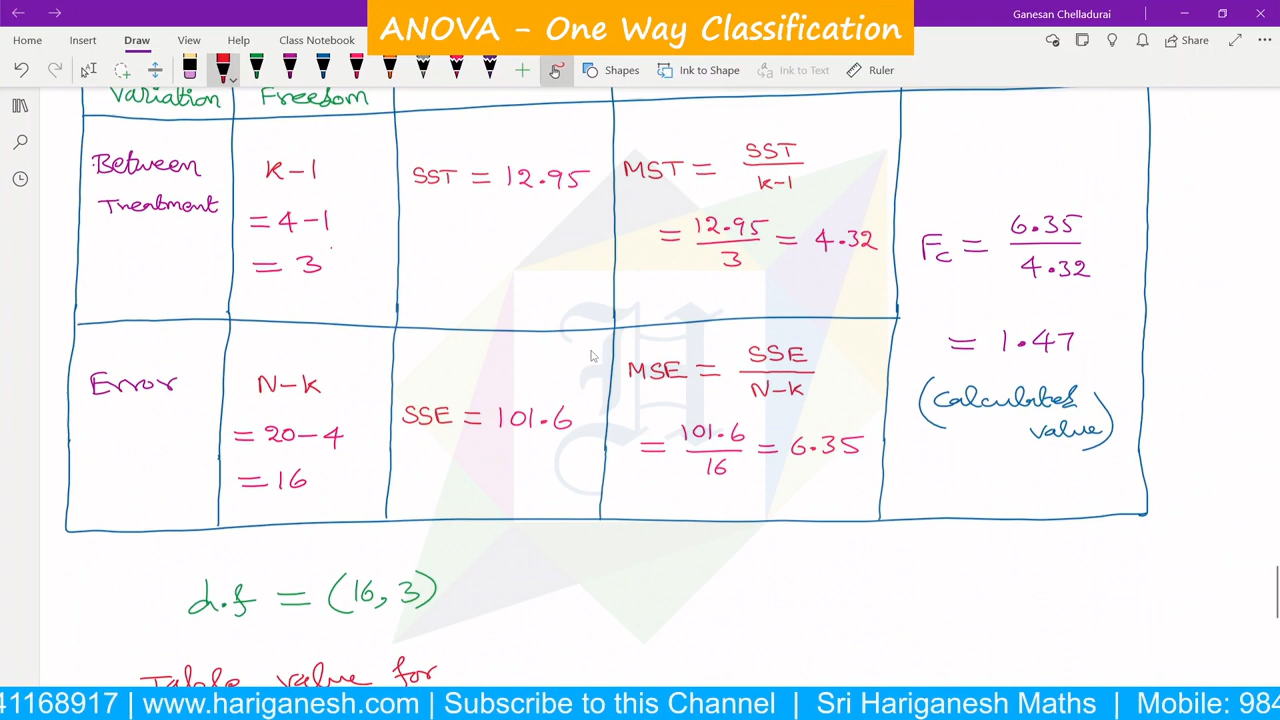 ANOVA - One Way Classification
Ganesan Chelladurai
Home Insert Draw View Help Class Notebook Share
Shapes Ink to Shape Ink to Text Ruler
Variation Freedom
Between Treatment
K-1
= 4-1
= 3
SST = 12.95
MST = SST / K-1
= 12.95 / 3 = 4.32
Fc = 6.35 / 4.32
= 1.47
(Calculated value)
Error
N-K
= 20-4
= 16
SSE = 101.6
MSE = SSE / N-K
= 101.6 / 16 = 6.35
d.f = (16, 3)
Table value for
41168917 | www.hariganesh.com | Subscribe to this Channel | Sri Hariganesh Maths | Mobile: 984